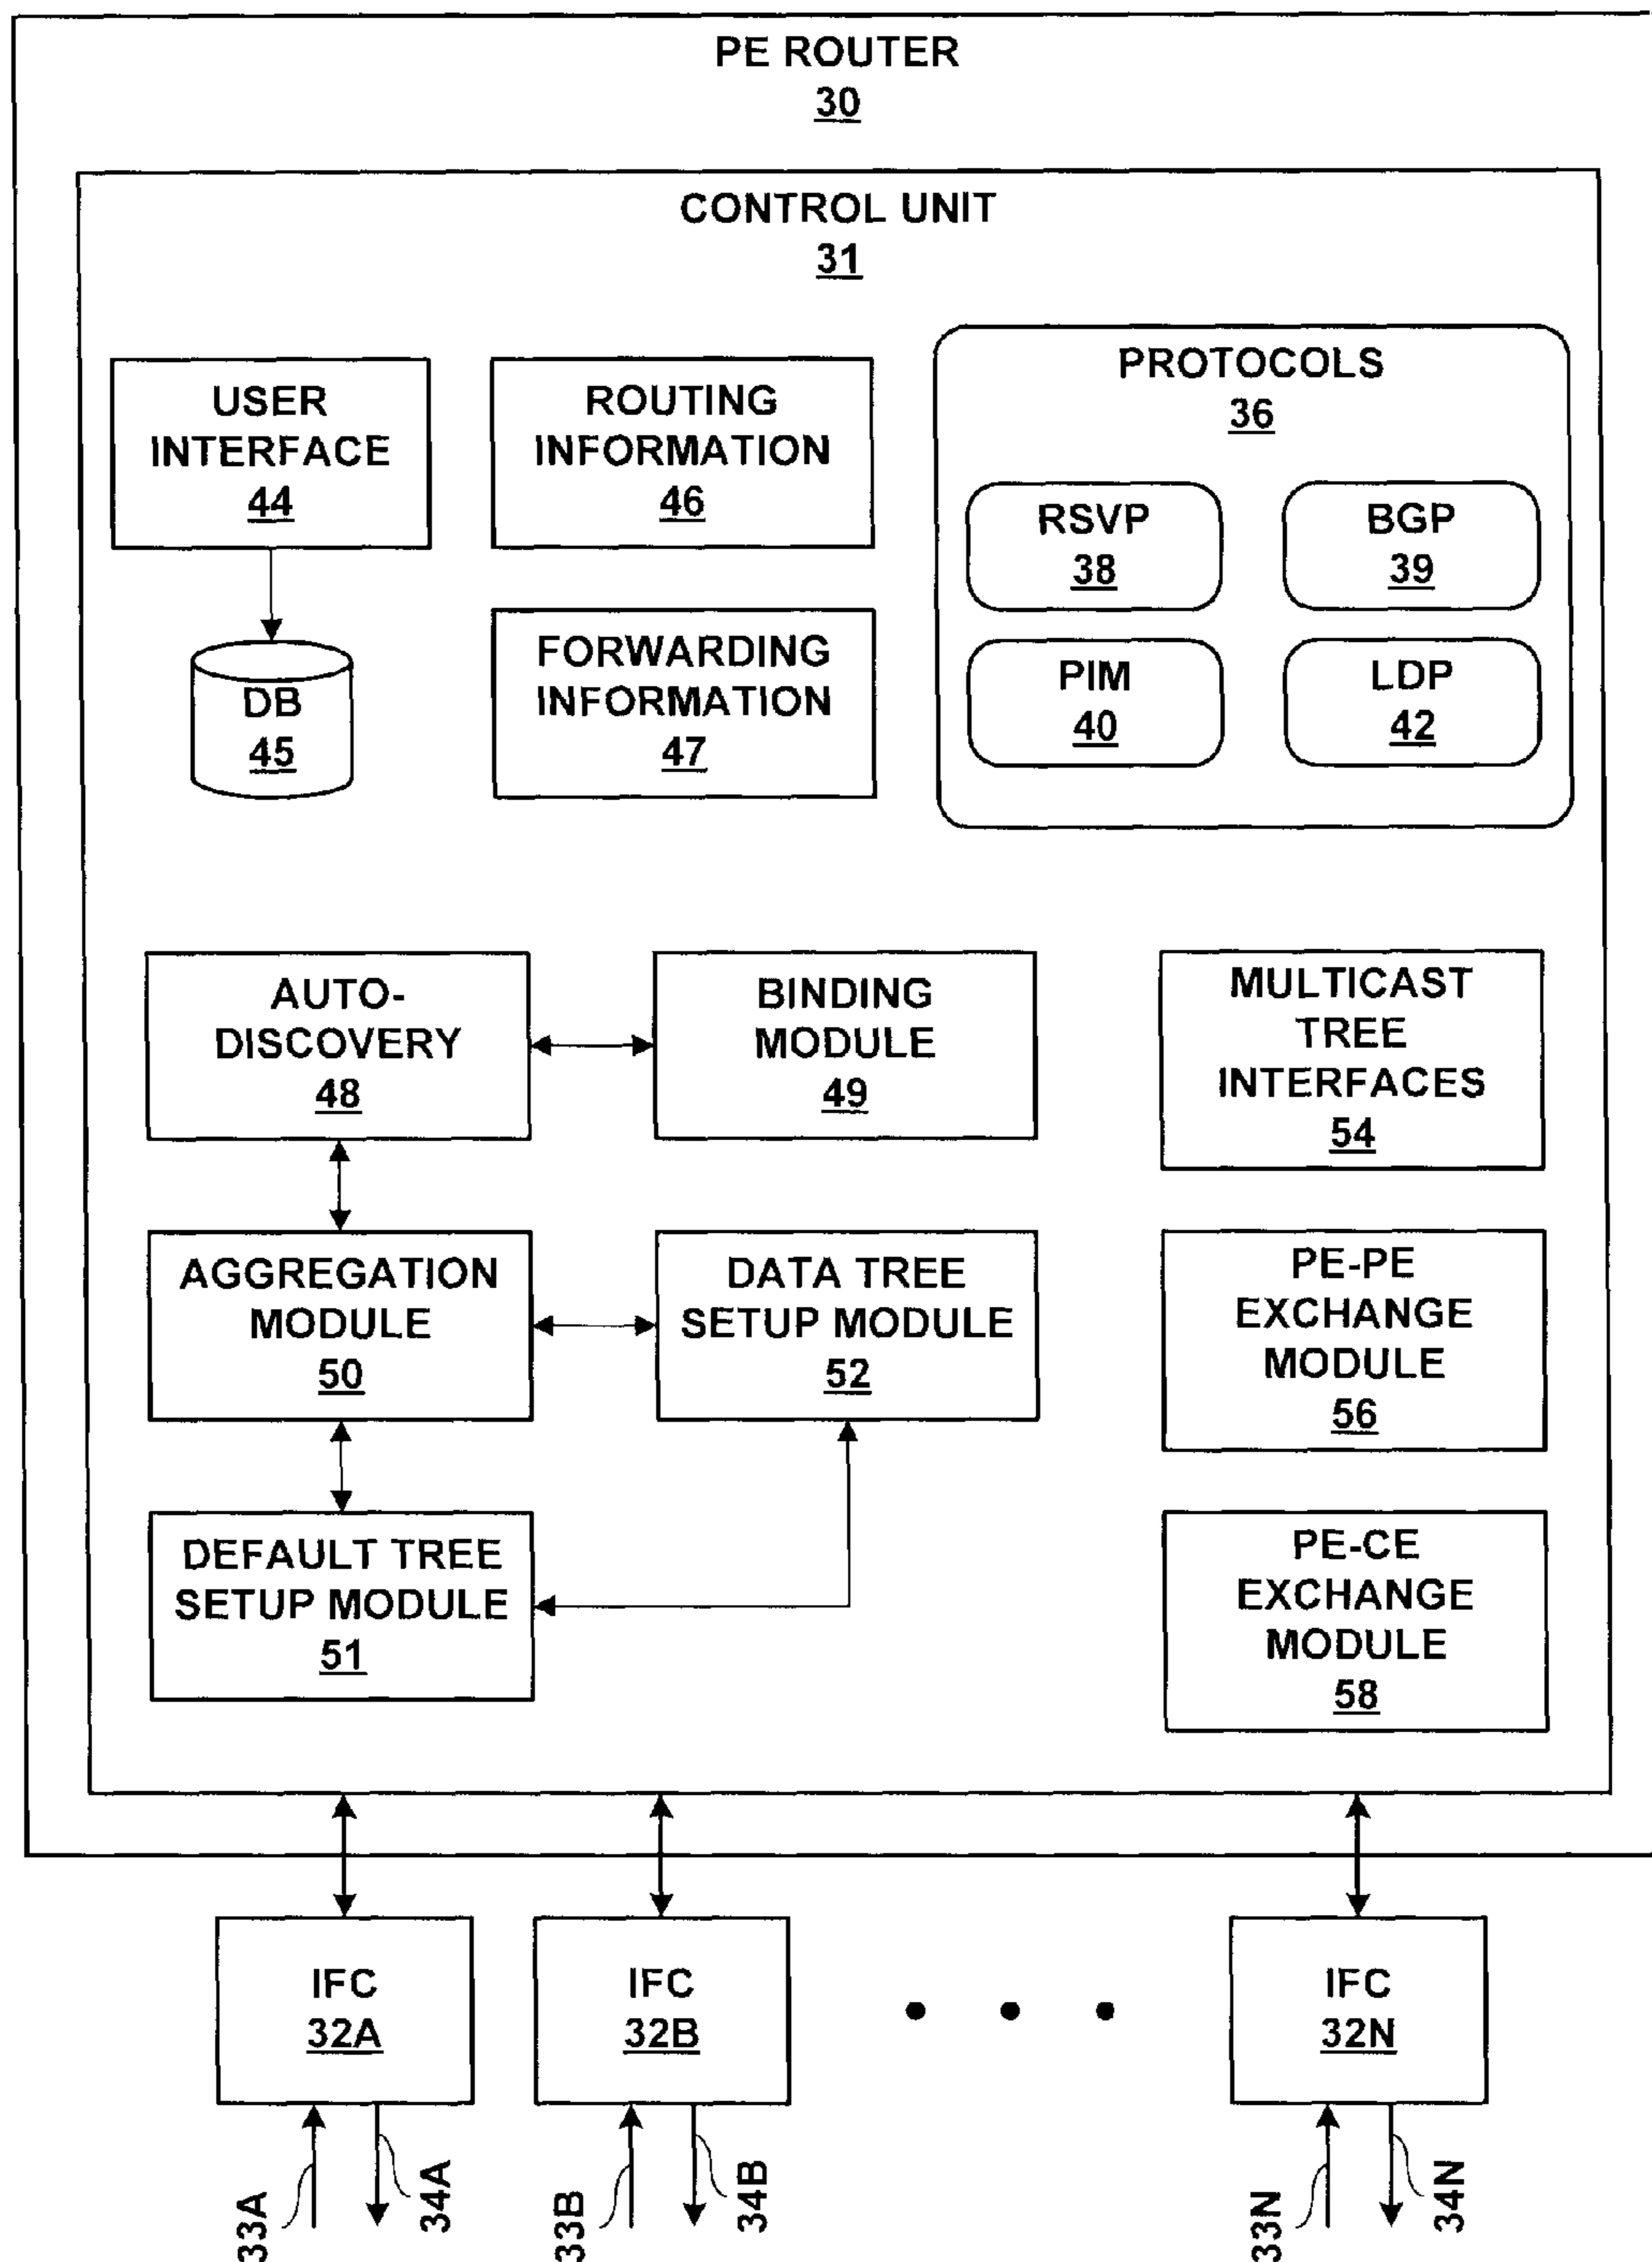 PE ROUTER
30
CONTROL UNIT
31
USER
INTERFACE
44
ROUTING
INFORMATION
46
PROTOCOLS
36
RSVP
38
BGP
39
DB
45
FORWARDING
INFORMATION
47
PIM
40
LDP
42
AUTO-
DISCOVERY
48
BINDING
MODULE
49
MULTICAST
TREE
INTERFACES
54
AGGREGATION
MODULE
50
DATA TREE
SETUP MODULE
52
PE-PE
EXCHANGE
MODULE
56
DEFAULT TREE
SETUP MODULE
51
PE-CE
EXCHANGE
MODULE
58
IFC
32A
IFC
32B
IFC
32N
33A
34A
33B
34B
33N
34N